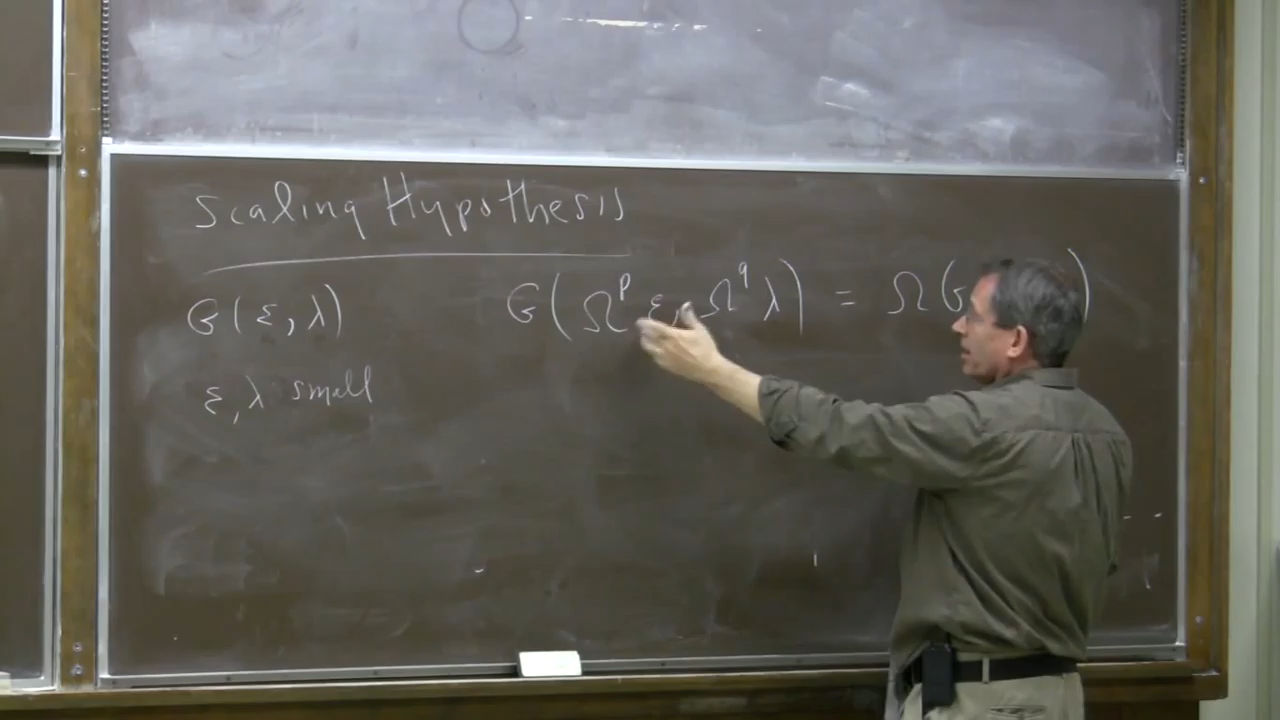 Scaling Hypothesis
G(ε, λ) G(Ω^p ε, Ω^q λ) = Ω(G )
ε, λ small